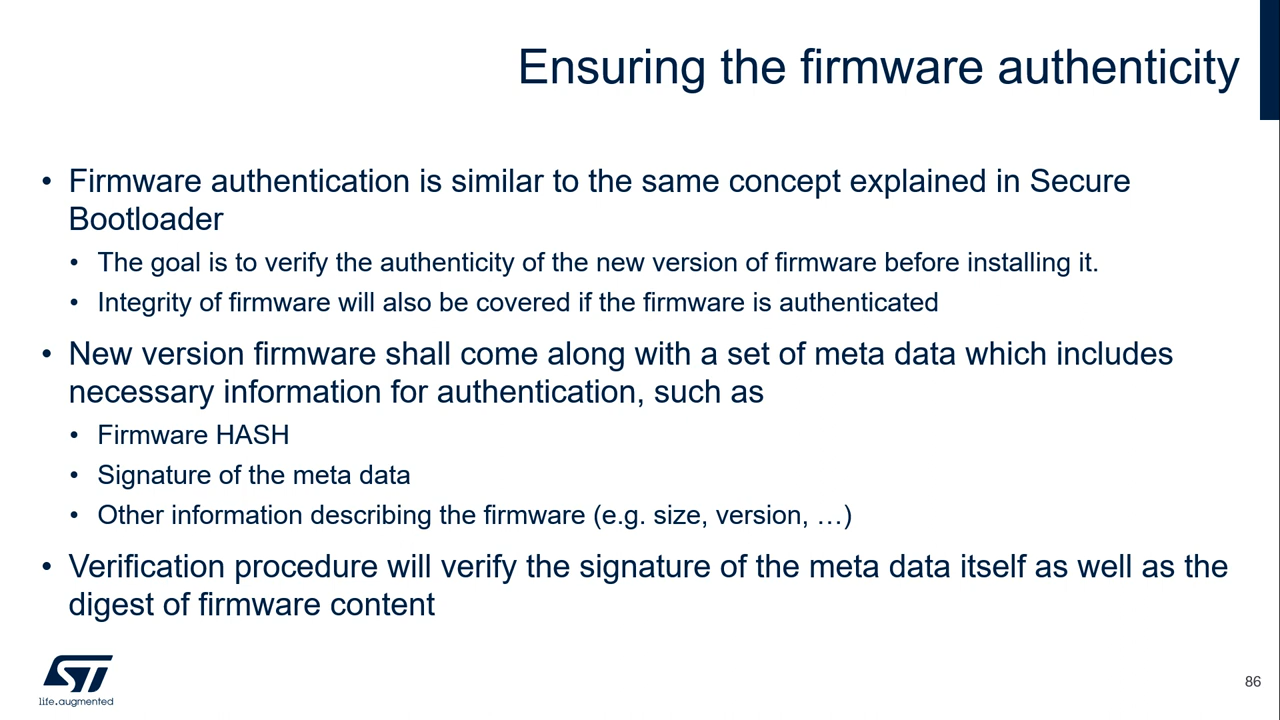 Ensuring the firmware authenticity
• Firmware authentication is similar to the same concept explained in Secure
Bootloader
• The goal is to verify the authenticity of the new version of firmware before installing it.
• Integrity of firmware will also be covered if the firmware is authenticated
• New version firmware shall come along with a set of meta data which includes
necessary information for authentication, such as
• Firmware HASH
• Signature of the meta data
• Other information describing the firmware (e.g. size, version, …)
• Verification procedure will verify the signature of the meta data itself as well as the
digest of firmware content
ST
life.augmented
86